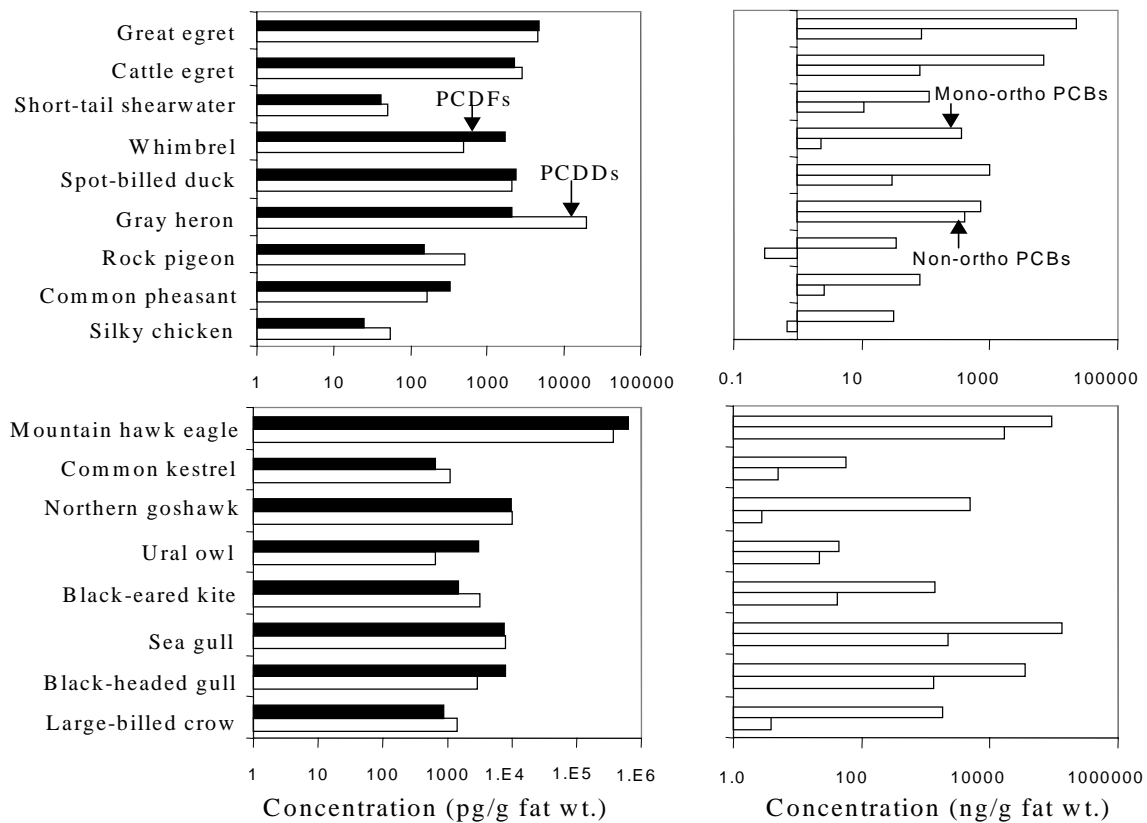 Great egret
Cattle egret
Short-tail shearwater
Whimbrel
Spot-billed duck
Gray heron
Rock pigeon
Common pheasant
Silky chicken
PCDFs
PCDDs
1 10 100 1000 10000 100000
Mono-ortho PCBs
Non-ortho PCBs
0.1 10 1000 100000
Mountain hawk eagle
Common kestrel
Northern goshawk
Ural owl
Black-eared kite
Sea gull
Black-headed gull
Large-billed crow
1 10 100 1000 1.E4 1.E5 1.E6
Concentration (pg/g fat wt.)
1.0 100 10000 1000000
Concentration (ng/g fat wt.)